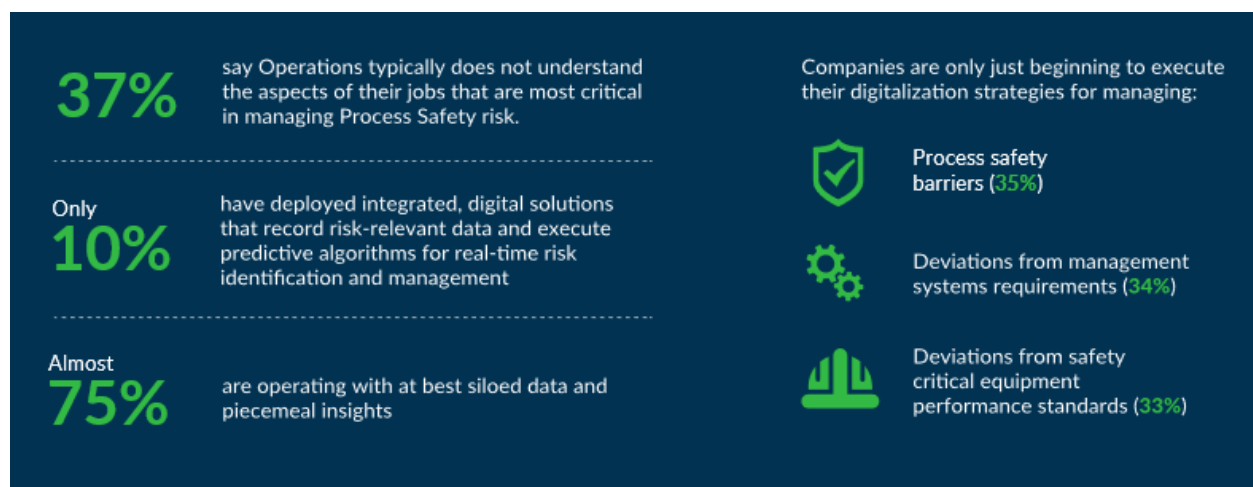 37%
say Operations typically does not understand
the aspects of their jobs that are most critical
in managing Process Safety risk.
Only
10%
have deployed integrated, digital solutions
that record risk-relevant data and execute
predictive algorithms for real-time risk
identification and management
Almost
75%
are operating with at best siloed data and
piecemeal insights
Companies are only just beginning to execute
their digitalization strategies for managing:
Process safety
barriers (35%)
Deviations from management
systems requirements (34%)
Deviations from safety
critical equipment
performance standards (33%)